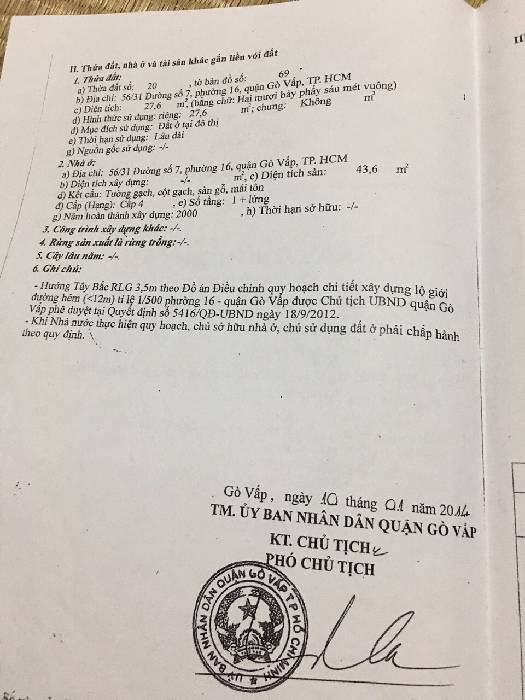 II. Thửa đất, nhà ở và tài sản khác gắn liền với đất
1. Thửa đất:
a) Thửa đất số: 20 , tờ bản đồ số: 69
b) Địa chỉ: 56/31 Đường số 7, phường 16, quận Gò Vấp, TP. HCM
c) Diện tích: 27,6 m², (bằng chữ: Hai mươi bảy phẩy sáu mét vuông)
d) Hình thức sử dụng: riêng: 27,6 m²; chung: Không m²
đ) Mục đích sử dụng: Đất ở tại đô thị
e) Thời hạn sử dụng: Lâu dài
g) Nguồn gốc sử dụng: -/-
2. Nhà ở:
a) Địa chỉ: 56/31 Đường số 7, phường 16, quận Gò Vấp, TP. HCM
b) Diện tích xây dựng: -/- m², c) Diện tích sàn: 43,6 m²
d) Kết cấu: Tường gạch, cột gạch, sàn gỗ, mái tôn
đ) Cấp (Hạng): Cấp 4 , e) Số tầng: 1 + lửng
g) Năm hoàn thành xây dựng: 2000 , h) Thời hạn sở hữu: -/-
3. Công trình xây dựng khác: -/-
4. Rừng sản xuất là rừng trồng: -/-
5. Cây lâu năm: -/-
6. Ghi chú:
- Hướng Tây Bắc RLG 3,5m theo Đồ án Điều chỉnh quy hoạch chi tiết xây dựng lộ giới
đường hẻm (<12m) tỉ lệ 1/500 phường 16 - quận Gò Vấp được Chủ tịch UBND quận Gò
Vấp phê duyệt tại Quyết định số 5416/QĐ-UBND ngày 18/9/2012.
- Khi Nhà nước thực hiện quy hoạch, chủ sở hữu nhà ở, chủ sử dụng đất ở phải chấp hành
theo quy định.
Gò Vấp, ngày 10 tháng 01 năm 2014
TM. ỦY BAN NHÂN DÂN QUẬN GÒ VẤP
KT. CHỦ TỊCH
PHÓ CHỦ TỊCH
ỦY BAN NHÂN DÂN QUẬN GÒ VẤP TP HỒ CHÍ MINH